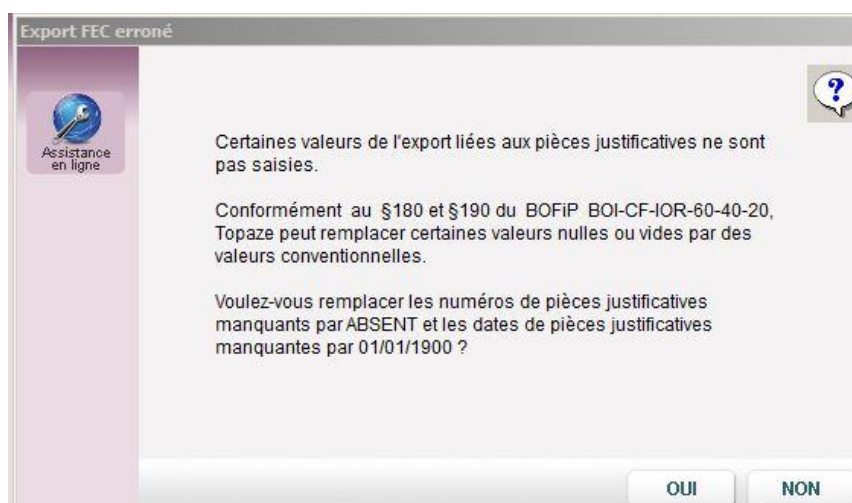 Export FEC erroné
Assistance
en ligne
?
Certaines valeurs de l'export liées aux pièces justificatives ne sont
pas saisies.
Conformément au §180 et §190 du BOFiP BOI-CF-IOR-60-40-20,
Topaze peut remplacer certaines valeurs nulles ou vides par des
valeurs conventionnelles.
Voulez-vous remplacer les numéros de pièces justificatives
manquants par ABSENT et les dates de pièces justificatives
manquantes par 01/01/1900 ?
OUI NON